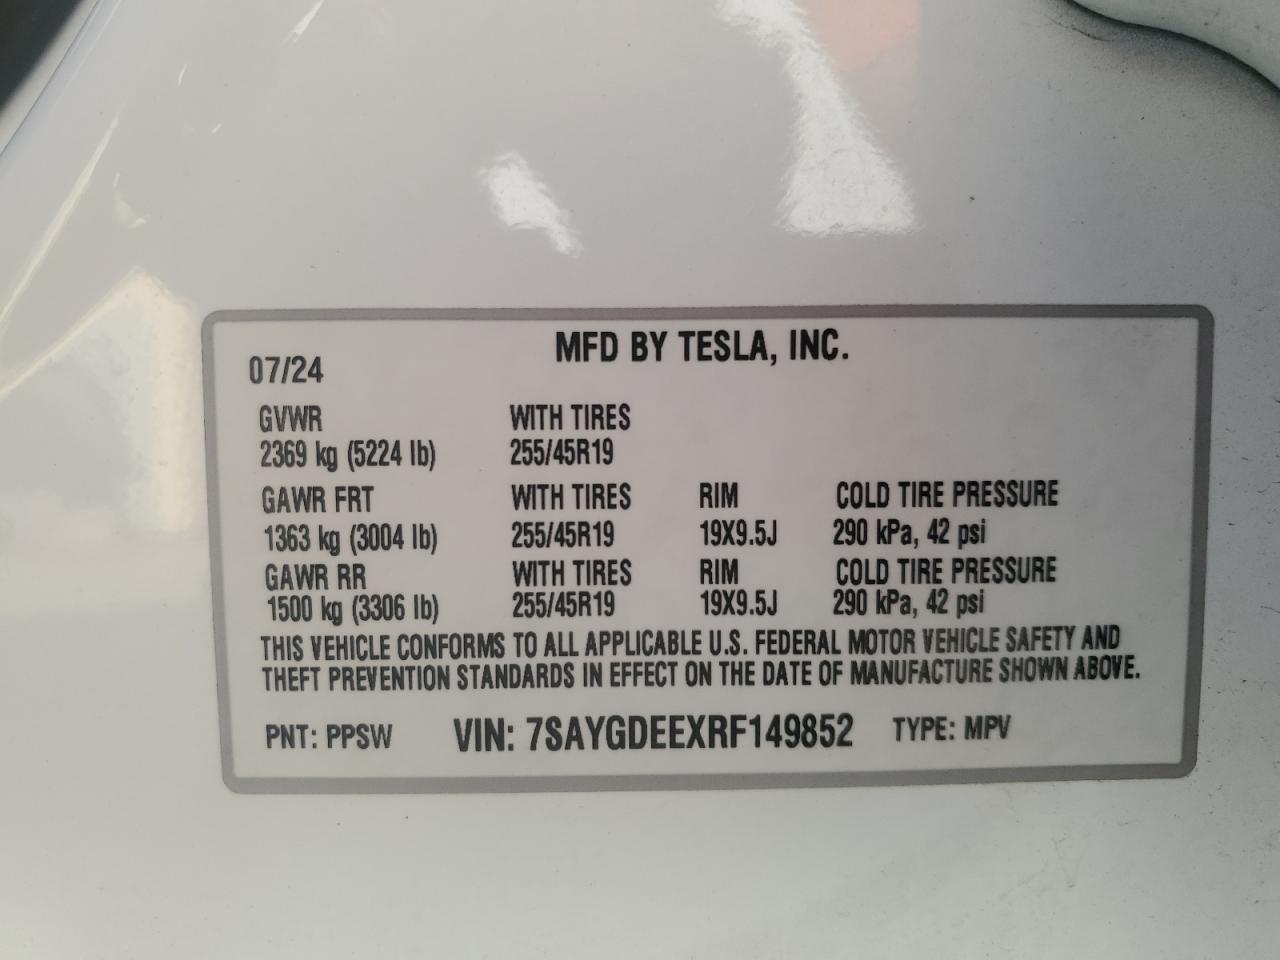 MFD BY TESLA, INC.
07/24
GVWR WITH TIRES
2369 kg (5224 lb) 255/45R19
GAWR FRT WITH TIRES RIM COLD TIRE PRESSURE
1363 kg (3004 lb) 255/45R19 19X9.5J 290 kPa, 42 psi
GAWR RR WITH TIRES RIM COLD TIRE PRESSURE
1500 kg (3306 lb) 255/45R19 19X9.5J 290 kPa, 42 psi
THIS VEHICLE CONFORMS TO ALL APPLICABLE U.S. FEDERAL MOTOR VEHICLE SAFETY AND
THEFT PREVENTION STANDARDS IN EFFECT ON THE DATE OF MANUFACTURE SHOWN ABOVE.
PNT: PPSW VIN: 7SAYGDEEXRF149852 TYPE: MPV